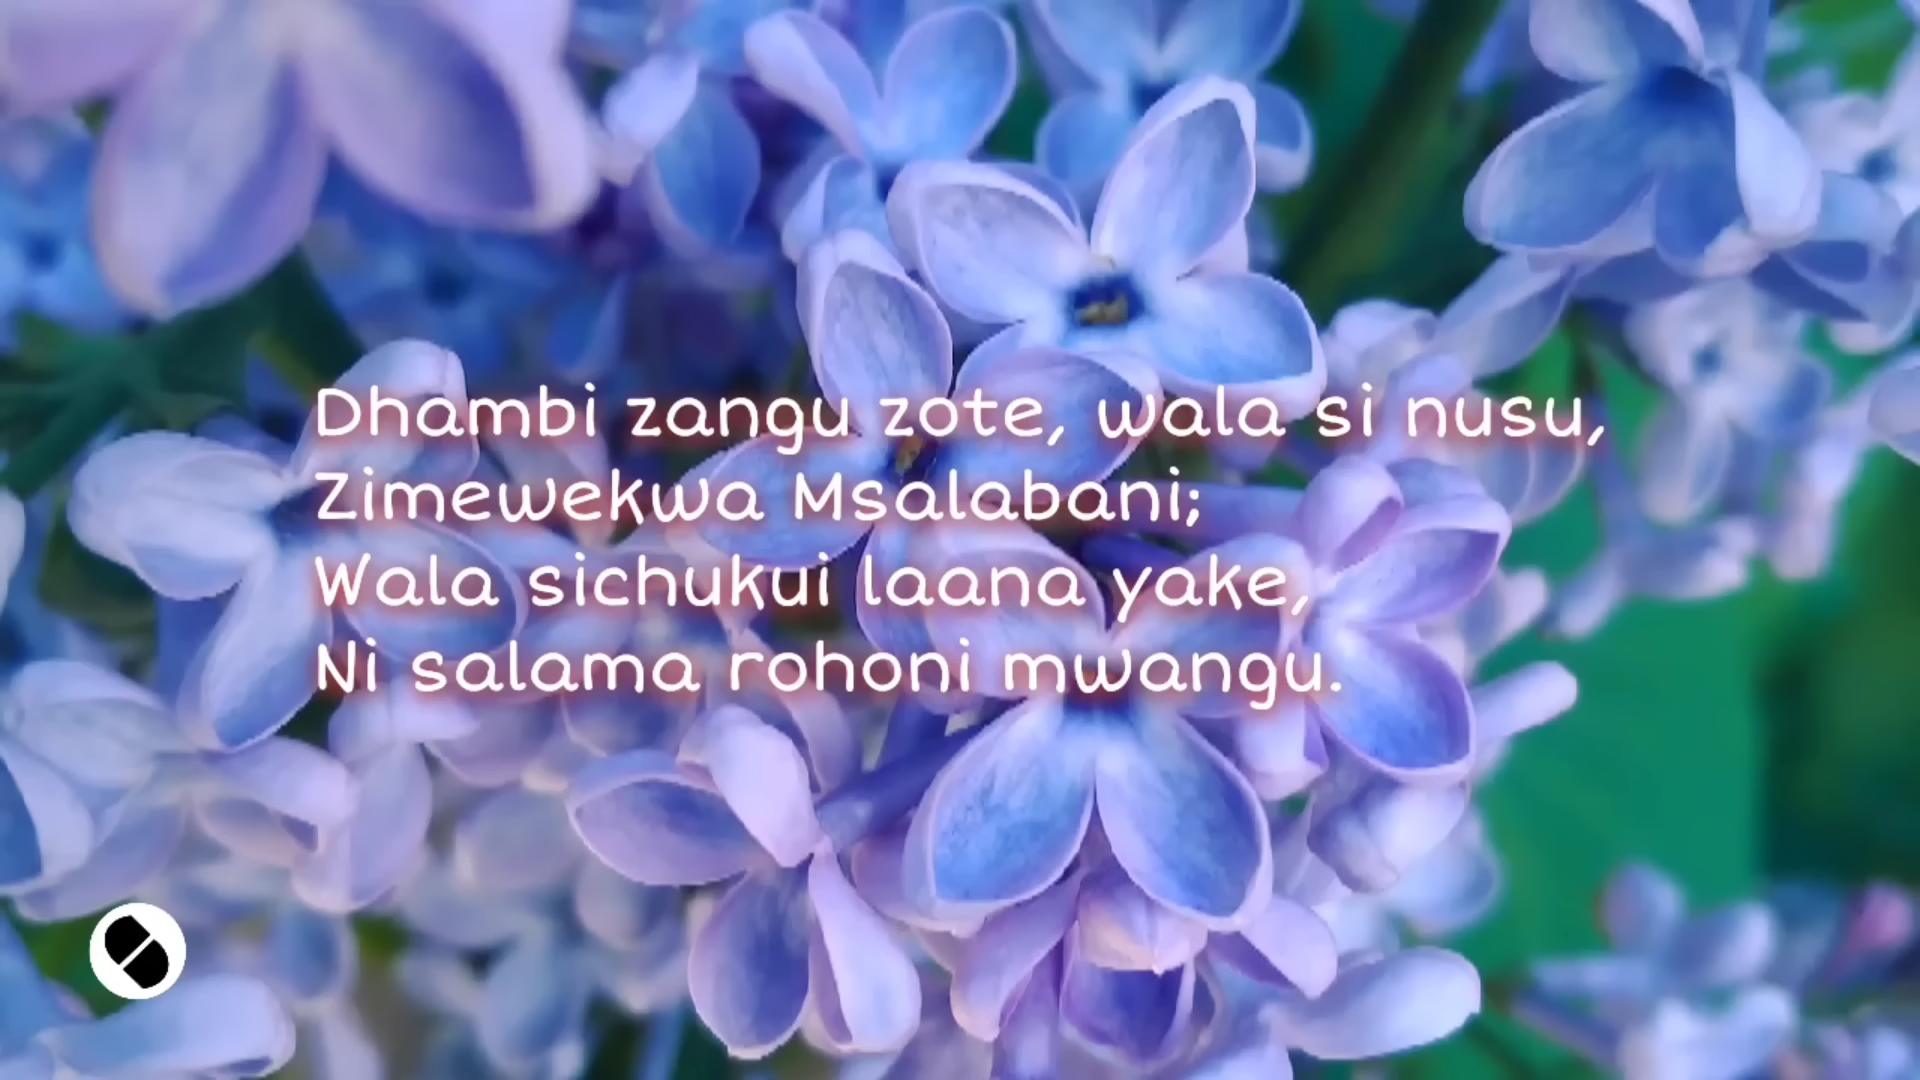 Dhambi zangu zote, wala si nusu,
Zimewekwa Msalabani;
Wala sichukui laana yake,
Ni salama rohoni mwangu.